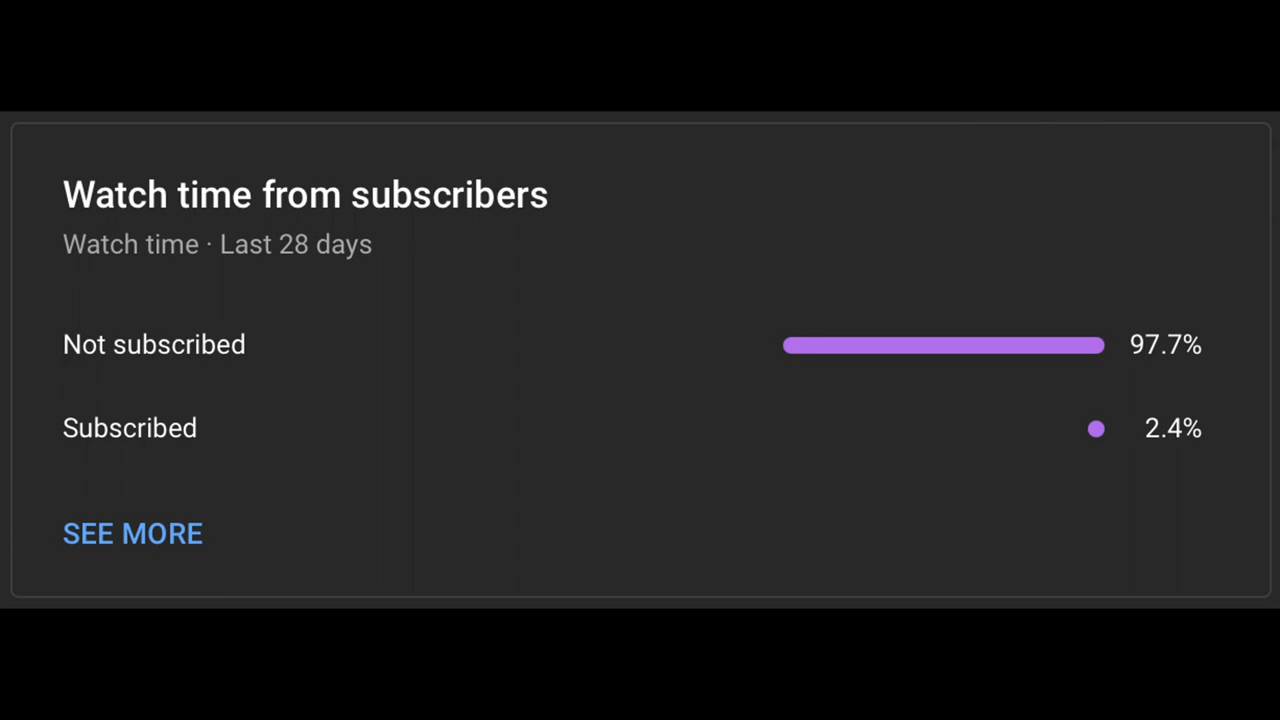 Watch time from subscribers
Watch time · Last 28 days
Not subscribed 97.7%
Subscribed 2.4%
SEE MORE